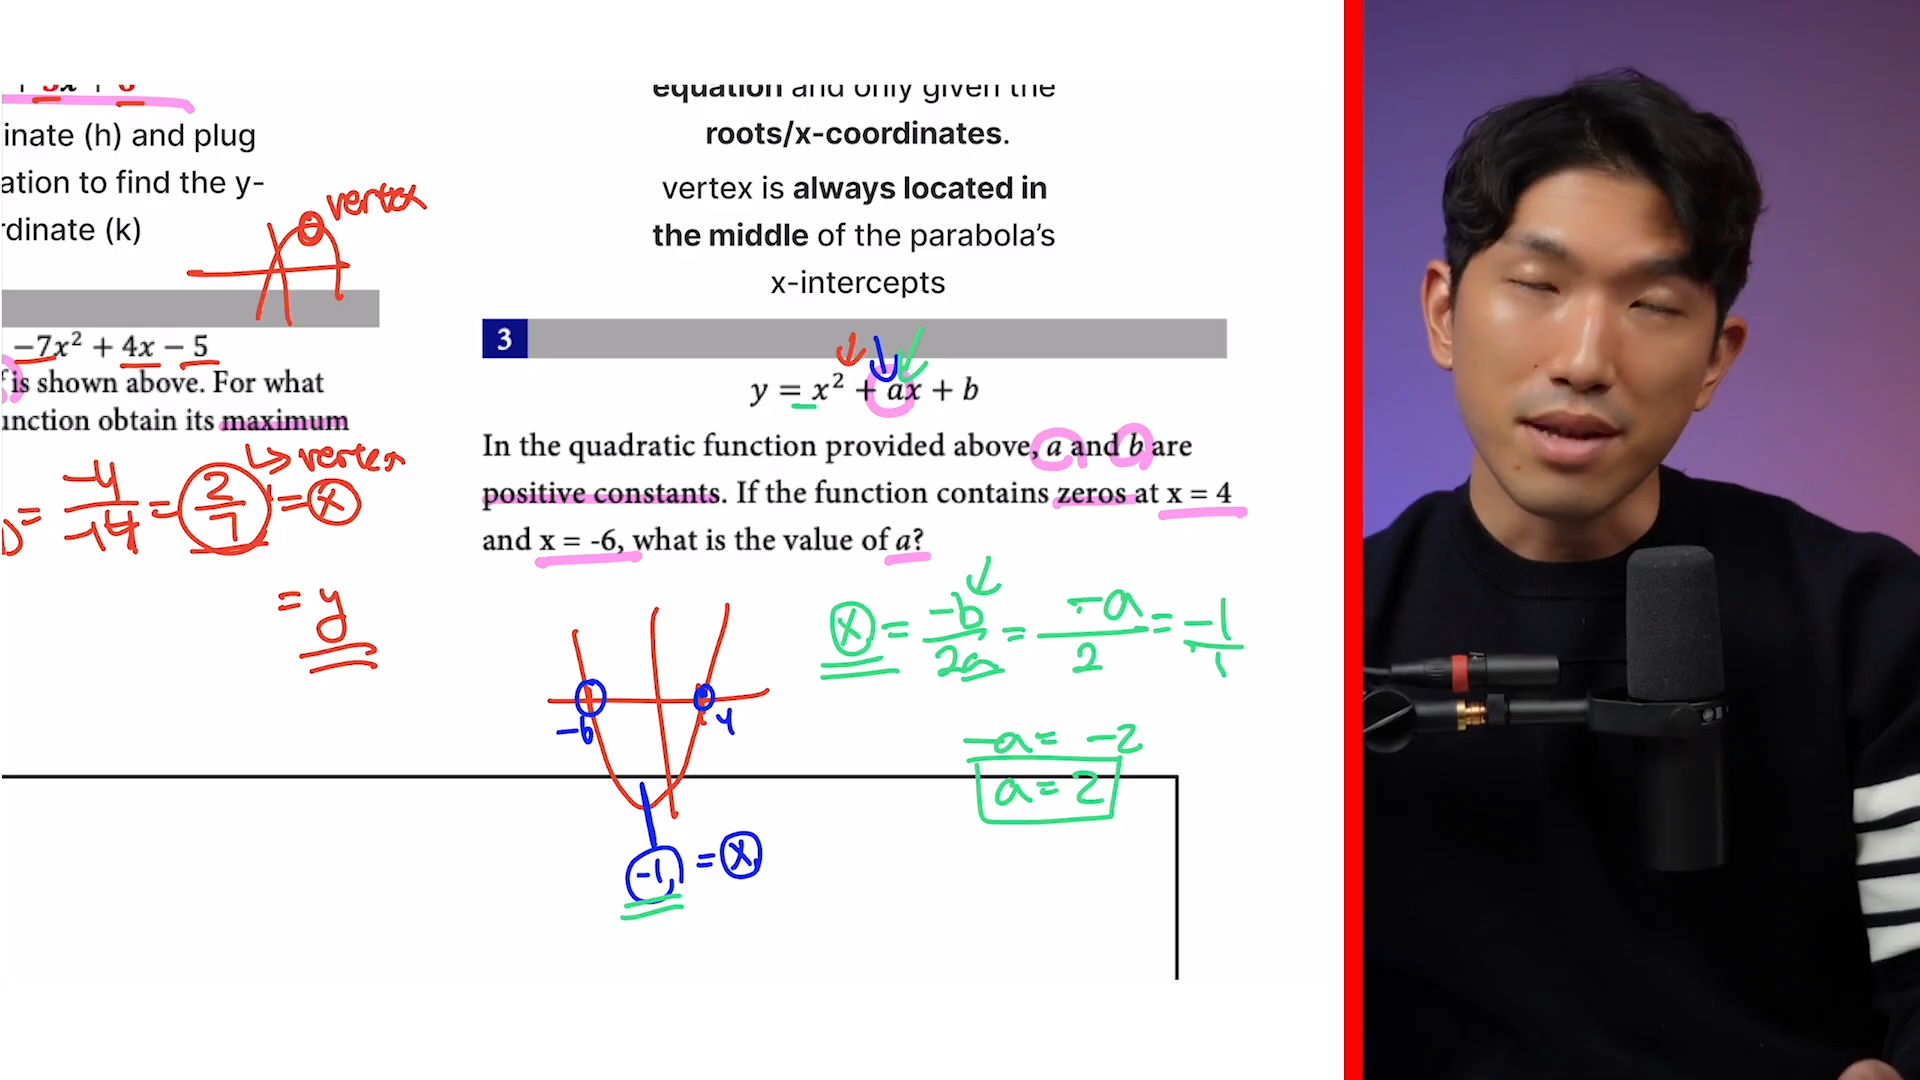 inate (h) and plug
ation to find the y-
rdinate (k)
vertex
−7x² + 4x − 5
is shown above. For what
unction obtain its maximum
↳> vertex
= -4/-14 = 2/7 = x
= y
equation and only given the
roots/x-coordinates.
vertex is always located in
the middle of the parabola's
x-intercepts
3
y = x² + ax + b
In the quadratic function provided above, a and b are
positive constants. If the function contains zeros at x = 4
and x = -6, what is the value of a?
x = -b/2a = -a/2 = -1/1
-6
4
-a = -2
a = 2
-1 = x